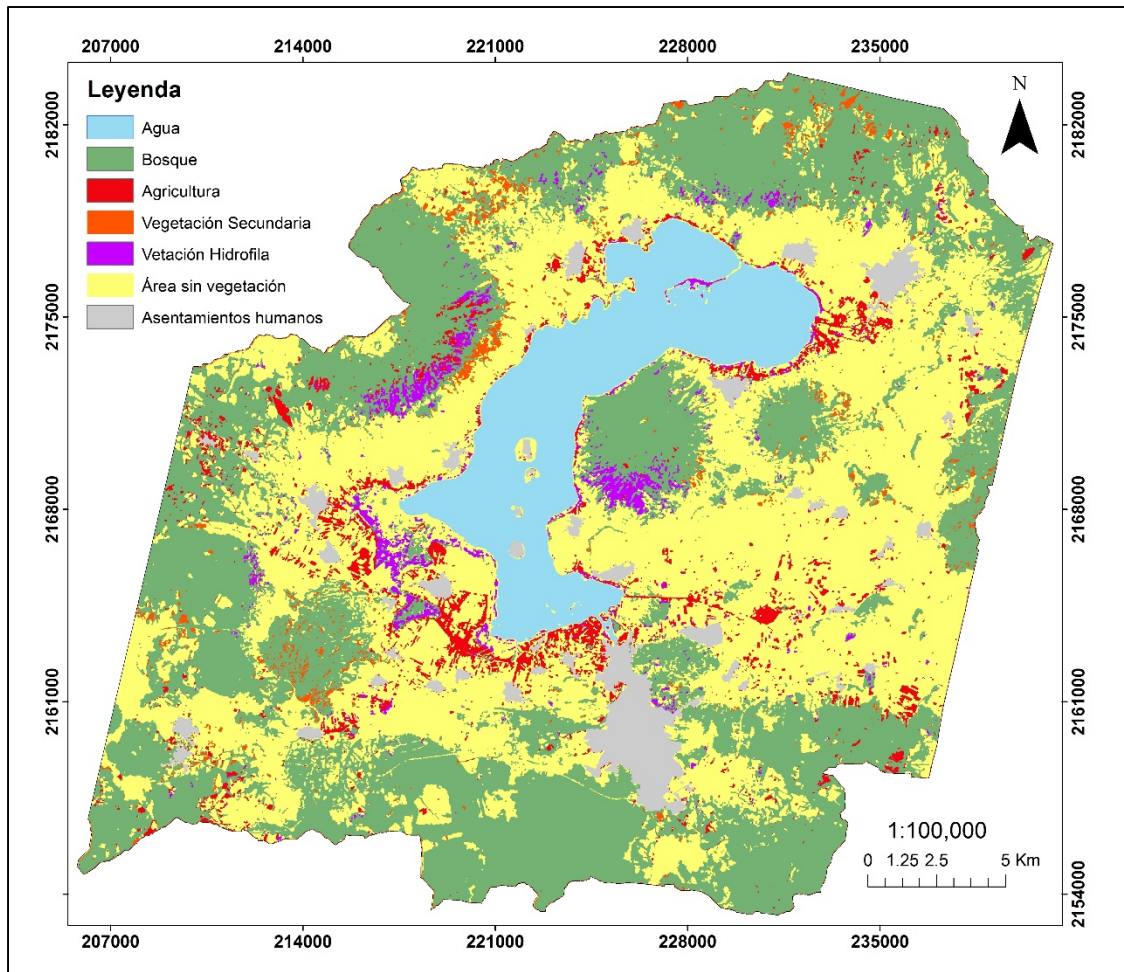 207000 214000 221000 228000 235000
Leyenda
Agua
Bosque
Agricultura
Vegetación Secundaria
Vetación Hidrofila
Área sin vegetación
Asentamientos humanos
N
2182000 2182000
2175000 2175000
2168000 2168000
2161000 2161000
2154000 2154000
1:100,000
0 1.25 2.5 5 Km
207000 214000 221000 228000 235000